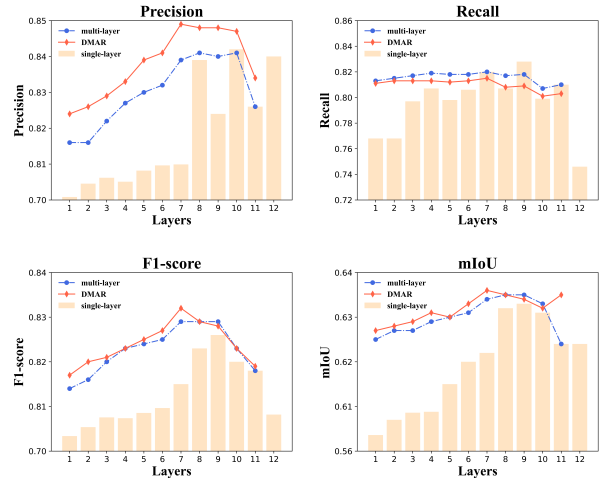 Precision
Precision
0.85
0.84
0.83
0.82
0.81
0.70
multi-layer
DMAR
single-layer
1 2 3 4 5 6 7 8 9 10 11 12
Layers
Recall
Recall
0.86
0.84
0.82
0.80
0.78
0.76
0.74
0.72
multi-layer
DMAR
single-layer
1 2 3 4 5 6 7 8 9 10 11 12
Layers
F1-score
F1-score
0.84
0.83
0.82
0.81
0.70
multi-layer
DMAR
single-layer
1 2 3 4 5 6 7 8 9 10 11 12
Layers
mIoU
mIoU
0.64
0.63
0.62
0.61
0.56
multi-layer
DMAR
single-layer
1 2 3 4 5 6 7 8 9 10 11 12
Layers